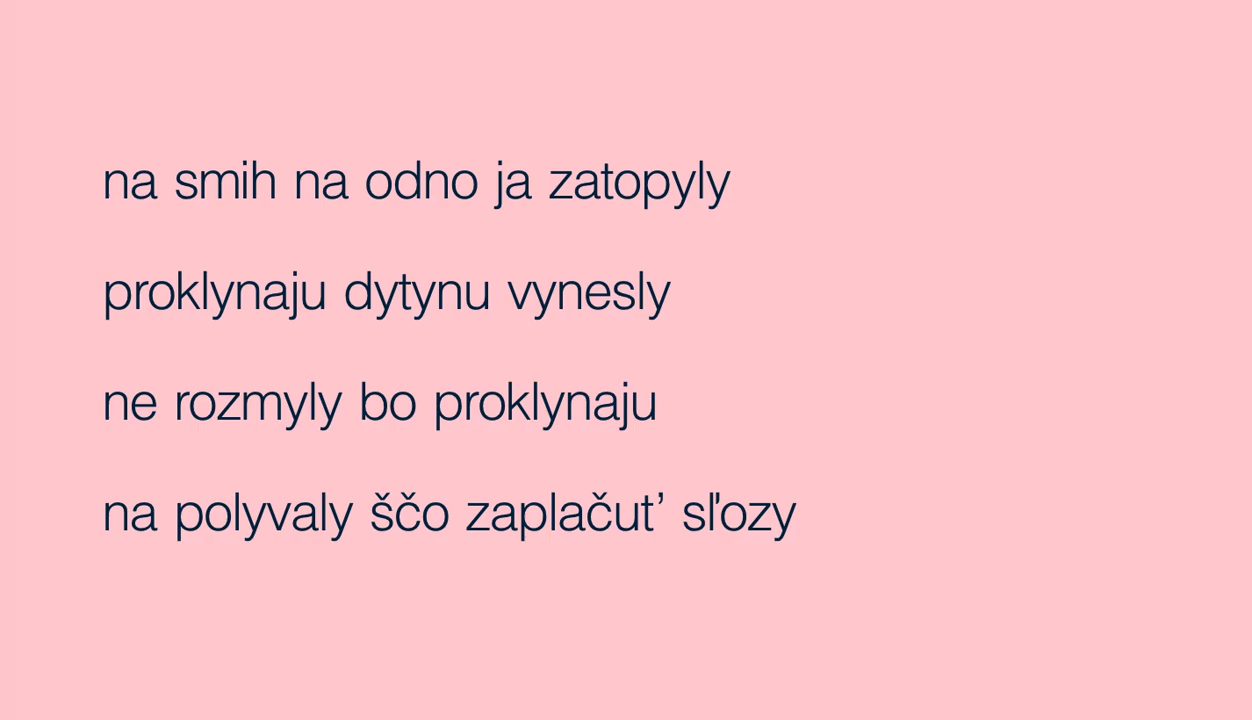 na smih na odno ja zatopyly
proklynaju dytynu vynesly
ne rozmyly bo proklynaju
na polyvaly ščo zaplačut’ sľozy